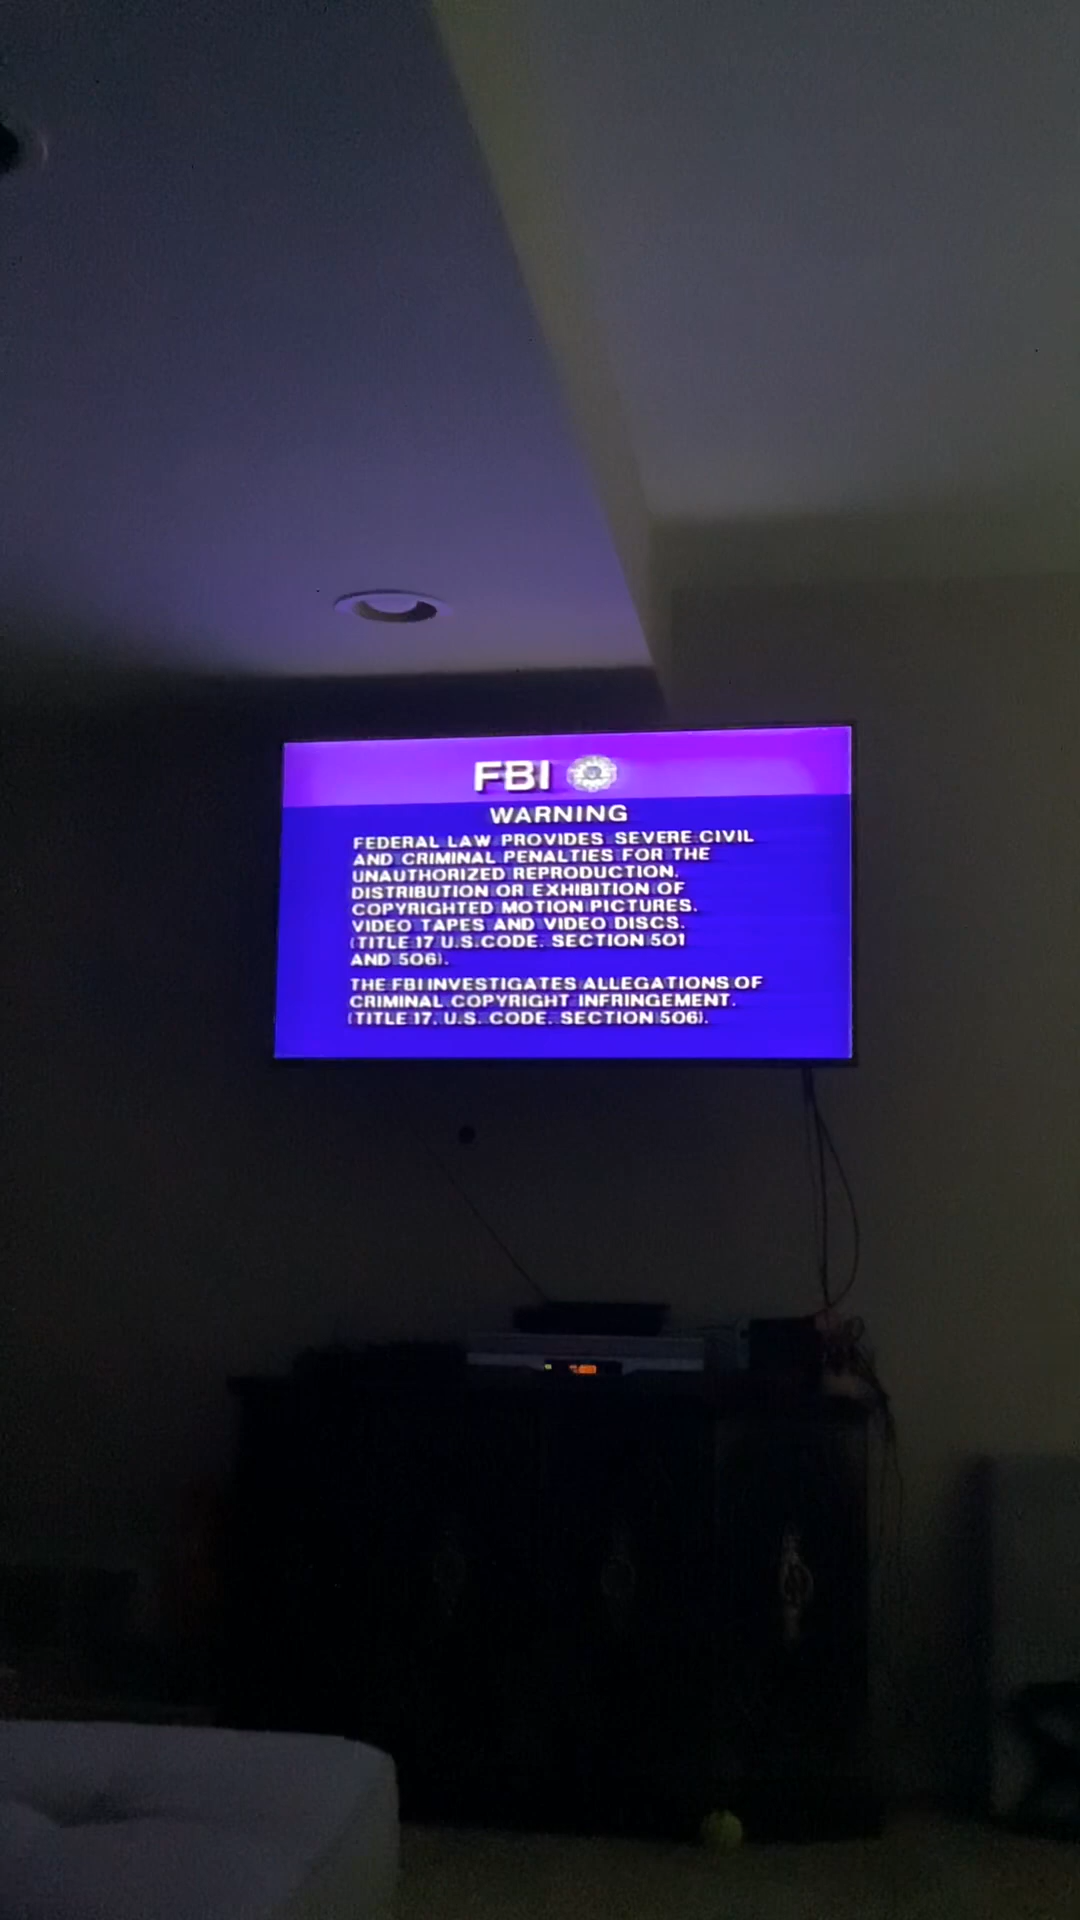 FBI
WARNING
FEDERAL LAW PROVIDES SEVERE CIVIL
AND CRIMINAL PENALTIES FOR THE
UNAUTHORIZED REPRODUCTION,
DISTRIBUTION OR EXHIBITION OF
COPYRIGHTED MOTION PICTURES,
VIDEO TAPES AND VIDEO DISCS.
(TITLE 17 U.S.CODE, SECTION 501
AND 506).
THE FBI INVESTIGATES ALLEGATIONS OF
CRIMINAL COPYRIGHT INFRINGEMENT.
(TITLE 17, U.S. CODE, SECTION 506).